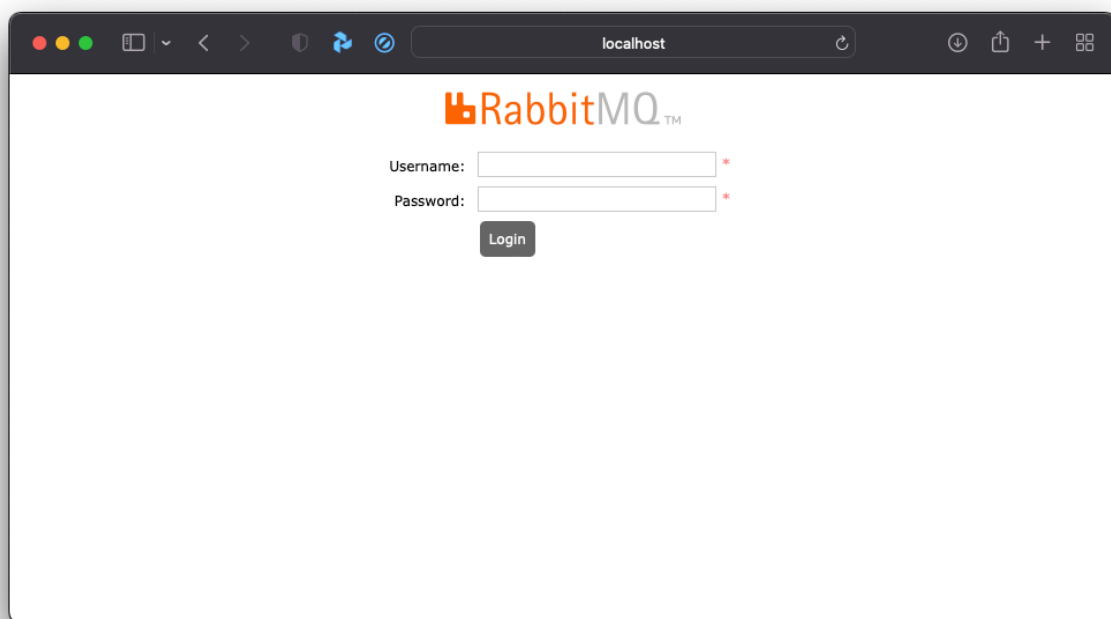 localhost
RabbitMQ™
Username: *
Password: *
Login